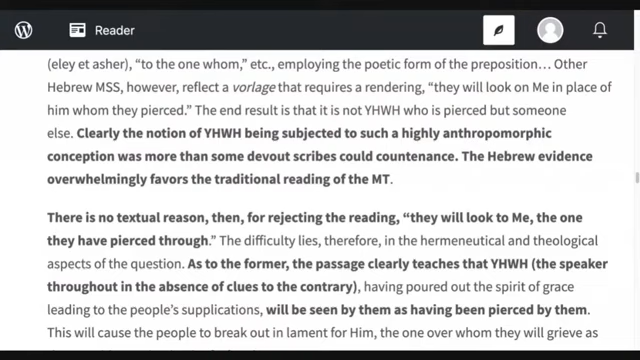 Reader
(eley et asher), “to the one whom,” etc., employing the poetic form of the preposition… Other
Hebrew MSS, however, reflect a vorlage that requires a rendering, “they will look on Me in place of
him whom they pierced.” The end result is that it is not YHWH who is pierced but someone
else. Clearly the notion of YHWH being subjected to such a highly anthropomorphic
conception was more than some devout scribes could countenance. The Hebrew evidence
overwhelmingly favors the traditional reading of the MT.
There is no textual reason, then, for rejecting the reading, “they will look to Me, the one
they have pierced through.” The difficulty lies, therefore, in the hermeneutical and theological
aspects of the question. As to the former, the passage clearly teaches that YHWH (the speaker
throughout in the absence of clues to the contrary), having poured out the spirit of grace
leading to the people’s supplications, will be seen by them as having been pierced by them.
This will cause the people to break out in lament for Him, the one over whom they will grieve as